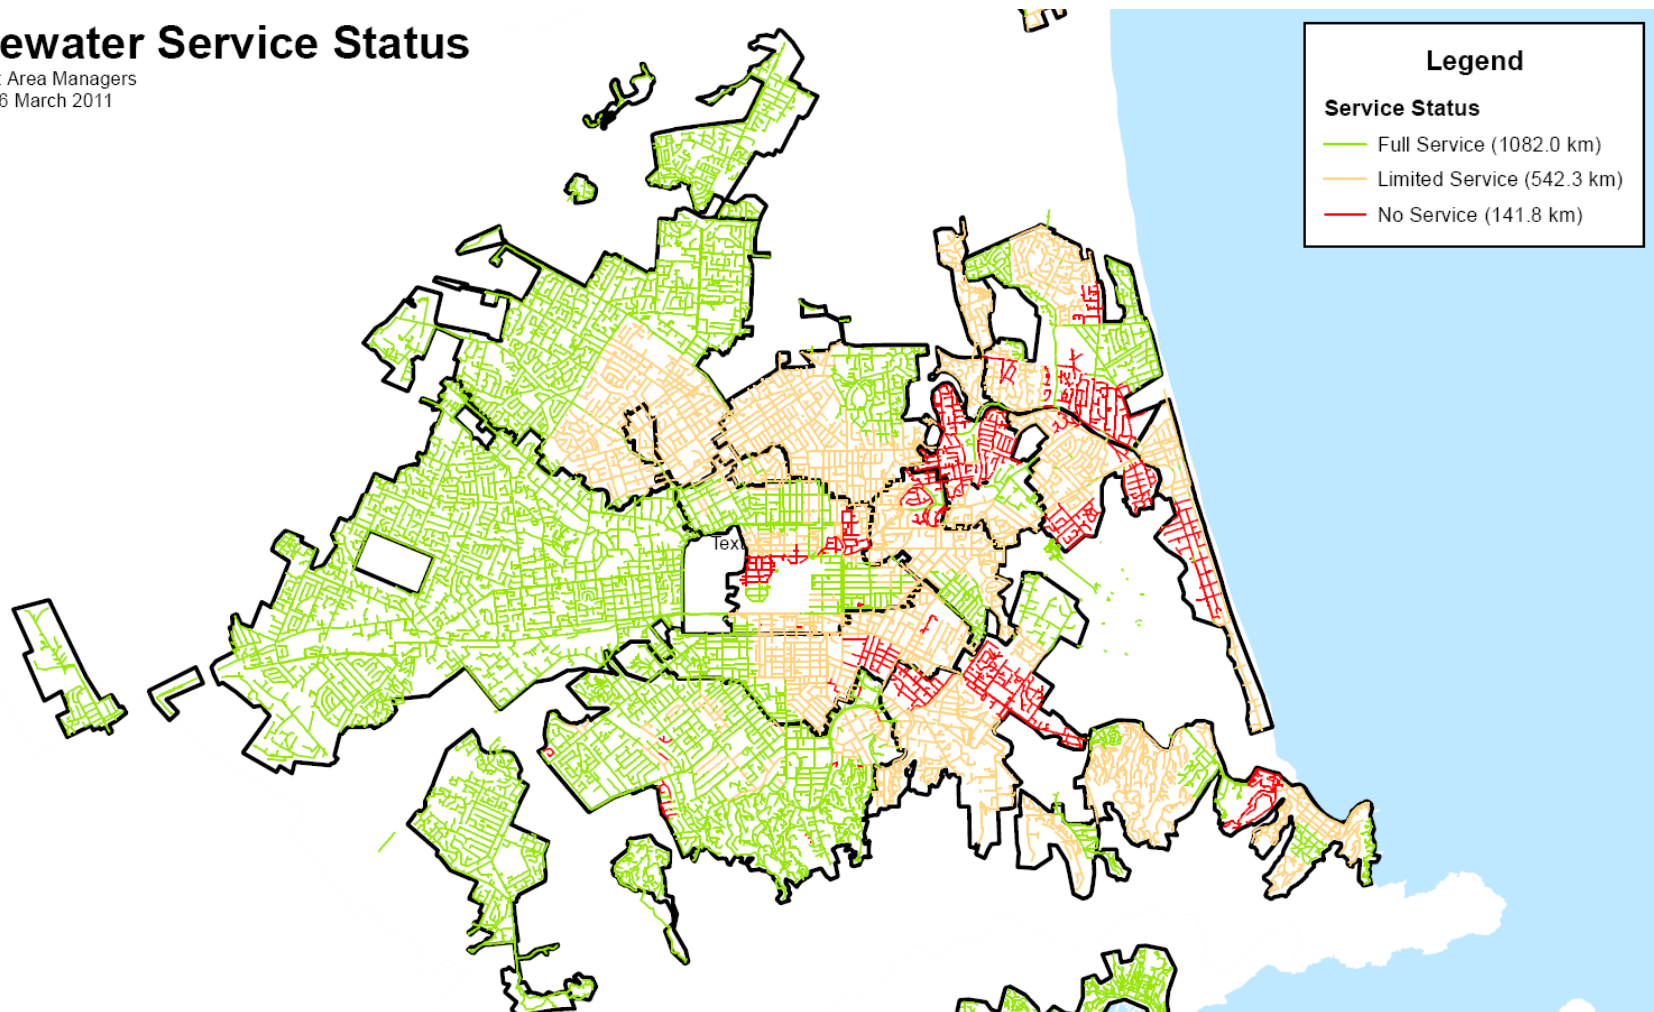 ewater Service Status
: Area Managers
6 March 2011
Legend
Service Status
Full Service (1082.0 km)
Limited Service (542.3 km)
No Service (141.8 km)
Text